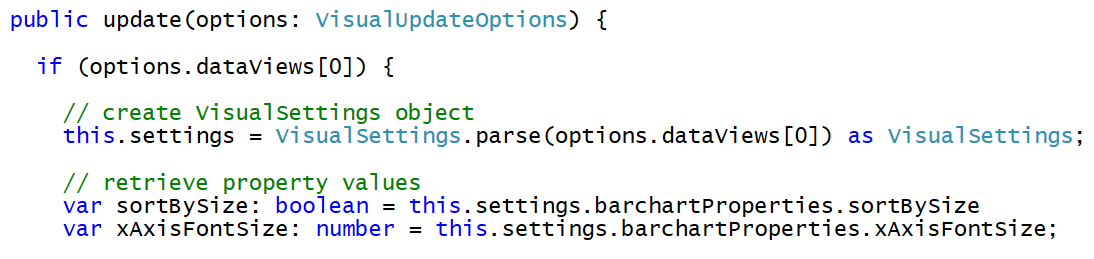 public update(options: VisualUpdateOptions) {
if (options.dataViews[0]) {
// create VisualSettings object
this.settings = VisualSettings.parse(options.dataViews[0]) as VisualSettings;
// retrieve property values
var sortBySize: boolean = this.settings.barchartProperties.sortBySize
var xAxisFontSize: number = this.settings.barchartProperties.xAxisFontSize;